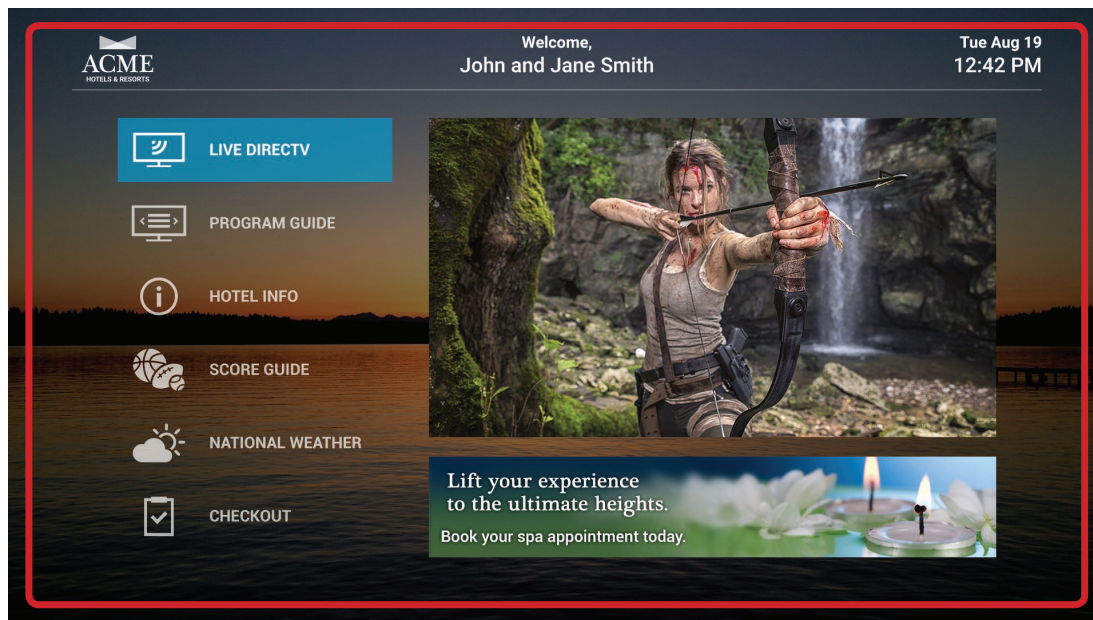 ACME
HOTELS & RESORTS
Welcome,
John and Jane Smith
Tue Aug 19
12:42 PM
LIVE DIRECTV
PROGRAM GUIDE
HOTEL INFO
SCORE GUIDE
NATIONAL WEATHER
CHECKOUT
Lift your experience
to the ultimate heights.
Book your spa appointment today.